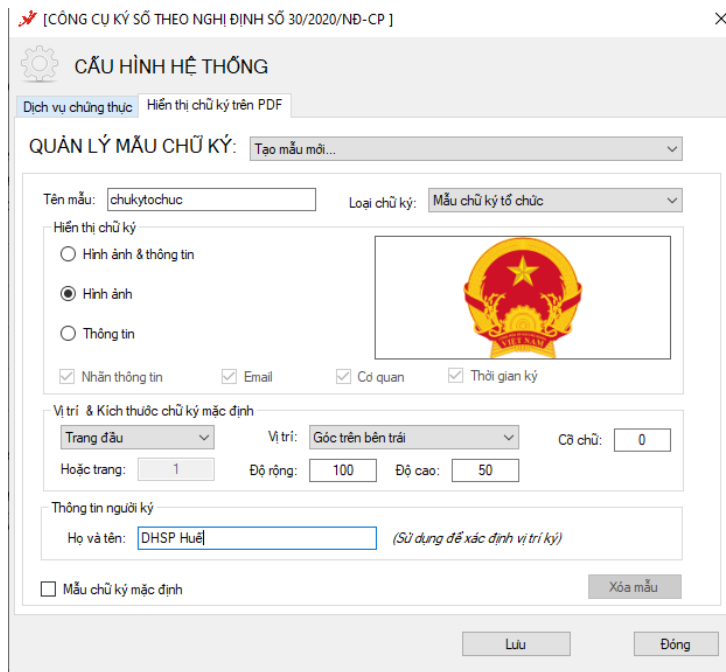 [CÔNG CỤ KÝ SỐ THEO NGHỊ ĐỊNH SỐ 30/2020/NĐ-CP ]
CẤU HÌNH HỆ THỐNG
Dịch vụ chứng thực Hiển thị chữ ký trên PDF
QUẢN LÝ MẪU CHỮ KÝ: Tạo mẫu mới...
Tên mẫu: chukytochuc Loại chữ ký: Mẫu chữ ký tổ chức
Hiển thị chữ ký
Hình ảnh & thông tin
Hình ảnh
Thông tin
VIỆT NAM
Nhãn thông tin Email Cơ quan Thời gian ký
Vị trí & Kích thước chữ ký mặc định
Trang đầu Vị trí: Góc trên bên trái Cỡ chữ: 0
Hoặc trang: 1 Độ rộng: 100 Độ cao: 50
Thông tin người ký
Họ và tên: DHSP Huế (Sử dụng để xác định vị trí ký)
Mẫu chữ ký mặc định Xóa mẫu
Lưu Đóng